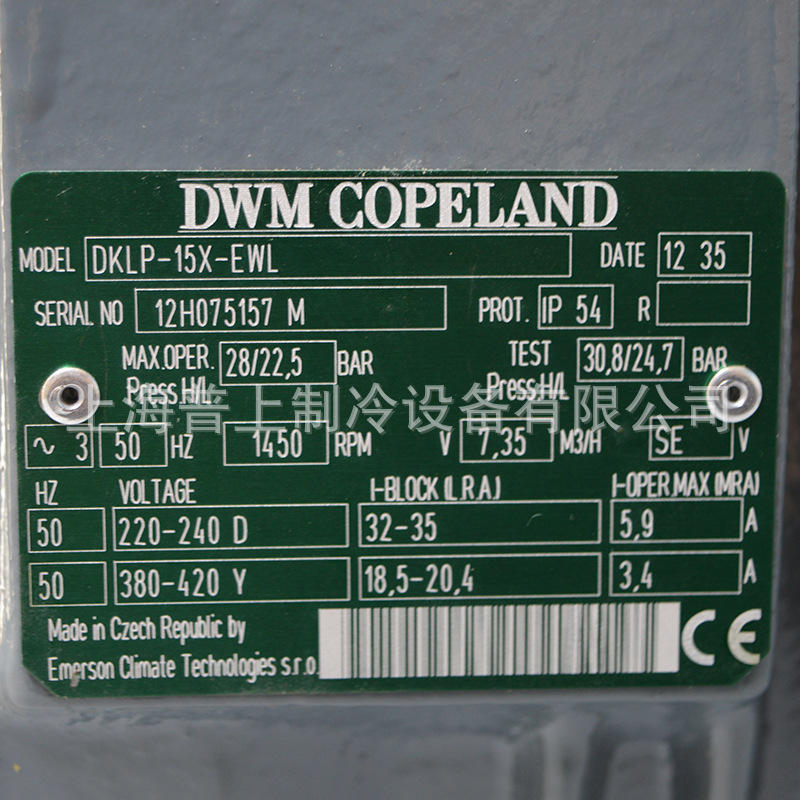 DWM COPELAND
MODEL DKLP-15X-EWL DATE 12 35
SERIAL NO 12H075157 M PROT. IP 54 R
MAX.OPER. 28/22,5 BAR TEST 30,8/24,7 BAR
Press.H/L Press.H/L
上海普上制冷设备有限公司
~ 3 50 HZ 1450 RPM V 7,35 M3/H SE V
HZ VOLTAGE I-BLOCK (L.R.A.) I-OPER.MAX (MRA)
50 220-240 D 32-35 5,9 A
50 380-420 Y 18,5-20,4 3,4 A
Made in Czech Republic by
Emerson Climate Technologies s.r.o.
CE